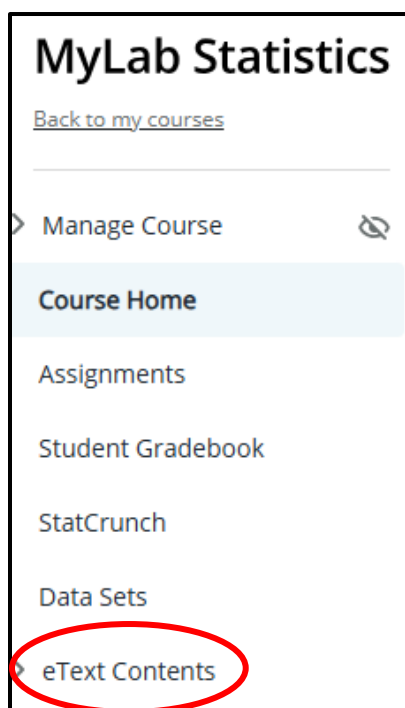 MyLab Statistics
Back to my courses
Manage Course
Course Home
Assignments
Student Gradebook
StatCrunch
Data Sets
eText Contents